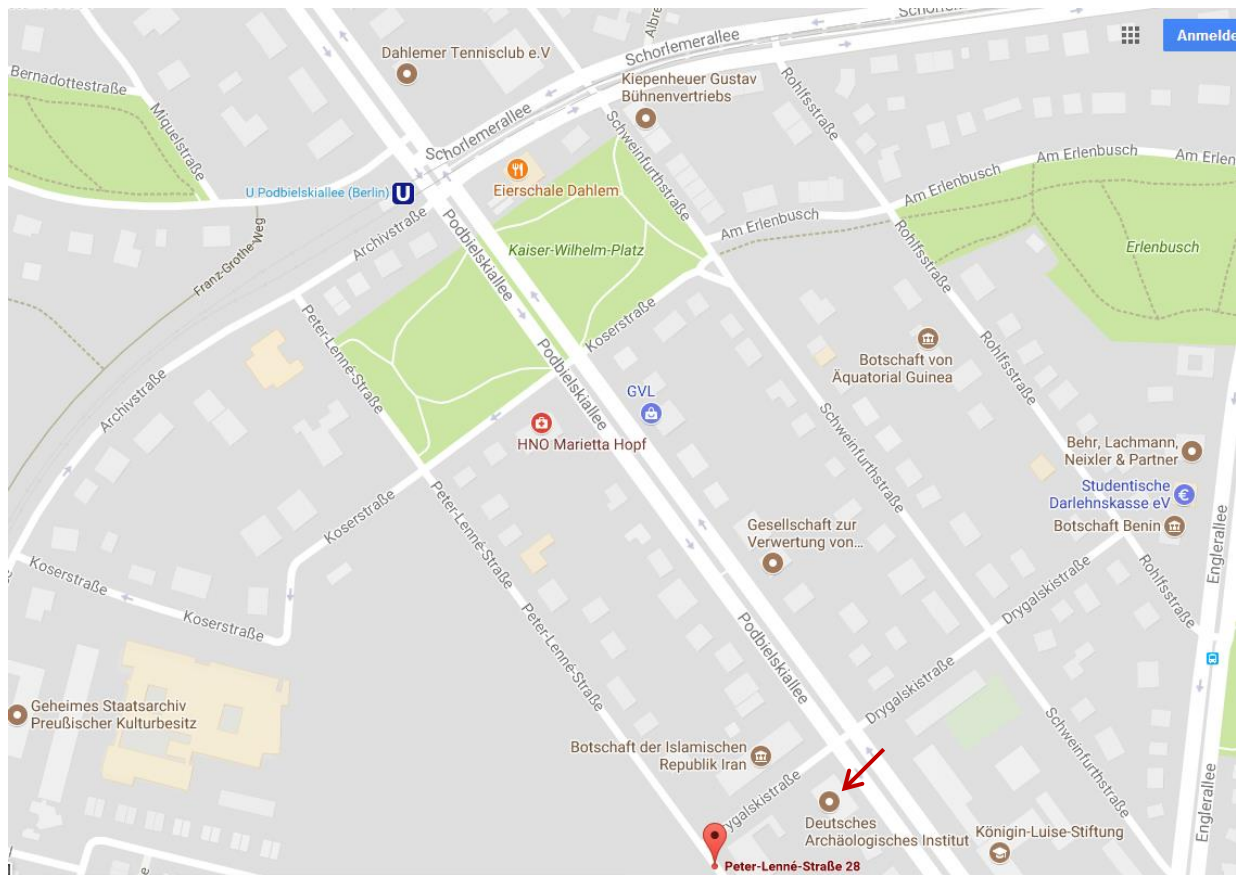 Schorlemerallee
Schorl
Anmelde
Dahlemer Tennisclub e.V
Albre
Schorlemerallee
Kiepenheuer Gustav
Bühnenvertriebs
Rohlfsstraße
Bernadottestraße
Miquelstraße
Schorlemerallee
Schweinfurthstraße
Am Erlenbusch
Am Erlen
Am Erlenbusch
U Podbielskiallee (Berlin)
U
Eierschale Dahlem
Archivstraße
Podbielskiallee
Kaiser-Wilhelm-Platz
Am Erlenbusch
Rohlfsstraße
Erlenbusch
Franz-Grothe-Weg
Peter-Lenné-Straße
Koserstraße
Podbielskiallee
Botschaft von
Äquatorial Guinea
Rohlfsstraße
Archivstraße
GVL
HNO Marietta Hopf
Schweinfurthstraße
Behr, Lachmann,
Neixler & Partner
Studentische
Darlehnskasse eV
Botschaft Benin
Koserstraße
Peter-Lenné-Straße
Gesellschaft zur
Verwertung von...
Englerallee
Koserstraße
Koserstraße
Peter-Lenné-Straße
Podbielskiallee
Drygalskistraße
Rohlfsstraße
Geheimes Staatsarchiv
Preußischer Kulturbesitz
Drygalskistraße
Botschaft der Islamischen
Republik Iran
Schweinfurthstraße
Drygalskistraße
Deutsches
Archäologisches Institut
Königin-Luise-Stiftung
Englerallee
Peter-Lenné-Straße 28